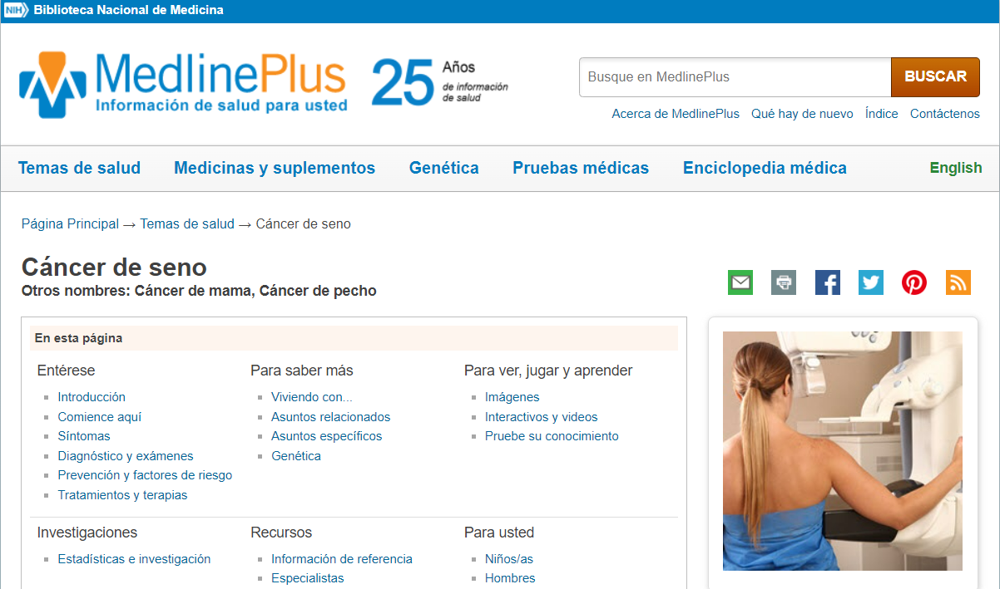 NIH Biblioteca Nacional de Medicina
MedlinePlus
Información de salud para usted
25 Años
de información
de salud
Busque en MedlinePlus
BUSCAR
Acerca de MedlinePlus Qué hay de nuevo Índice Contáctenos
Temas de salud Medicinas y suplementos Genética Pruebas médicas Enciclopedia médica English
Página Principal → Temas de salud → Cáncer de seno
Cáncer de seno
Otros nombres: Cáncer de mama, Cáncer de pecho
En esta página
Entérese
Introducción
Comience aquí
Síntomas
Diagnóstico y exámenes
Prevención y factores de riesgo
Tratamientos y terapias
Para saber más
Viviendo con...
Asuntos relacionados
Asuntos específicos
Genética
Para ver, jugar y aprender
Imágenes
Interactivos y videos
Pruebe su conocimiento
Investigaciones
Estadísticas e investigación
Recursos
Información de referencia
Especialistas
Para usted
Niños/as
Hombres